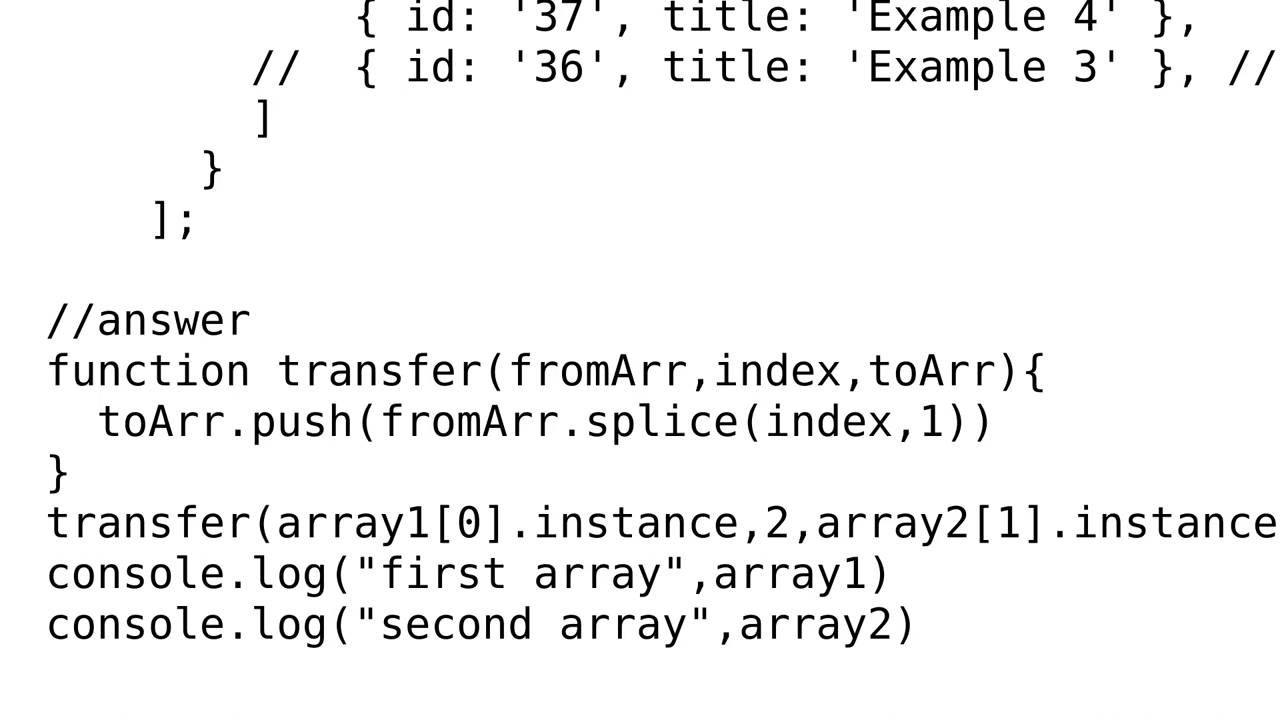 { id: '37', title: 'Example 4' },
//  { id: '36', title: 'Example 3' }, //
]
}
];
//answer
function transfer(fromArr,index,toArr){
toArr.push(fromArr.splice(index,1))
}
transfer(array1[0].instance,2,array2[1].instance
console.log("first array",array1)
console.log("second array",array2)